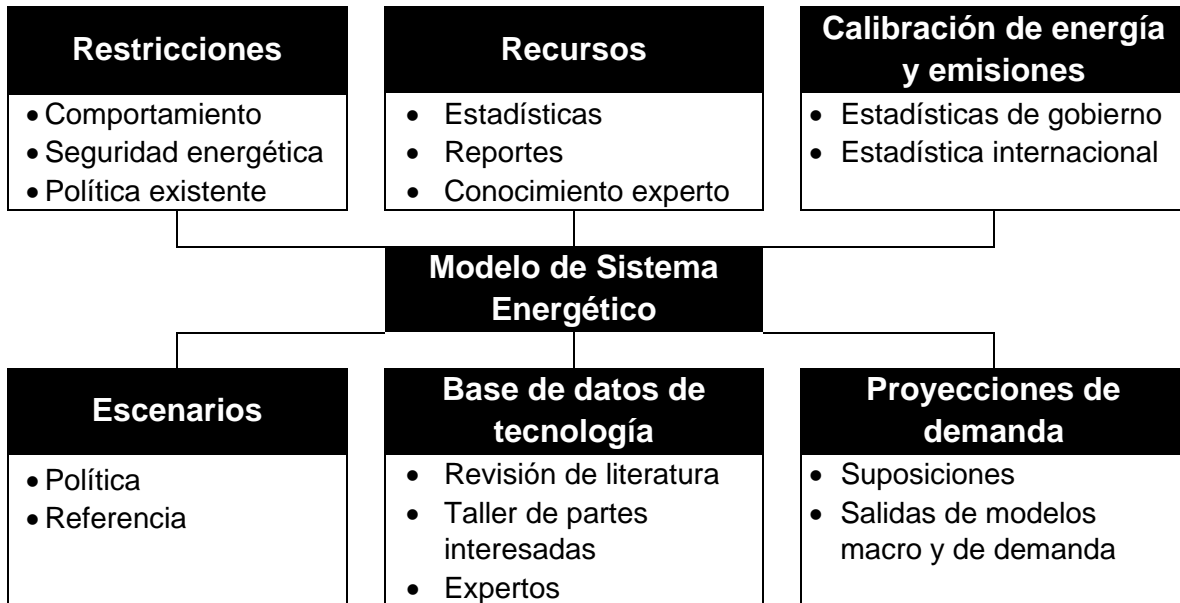 Restricciones
• Comportamiento
• Seguridad energética
• Política existente
Recursos
• Estadísticas
• Reportes
• Conocimiento experto
Calibración de energía
y emisiones
• Estadísticas de gobierno
• Estadística internacional
Modelo de Sistema
Energético
Escenarios
• Política
• Referencia
Base de datos de
tecnología
• Revisión de literatura
• Taller de partes
interesadas
• Expertos
Proyecciones de
demanda
• Suposiciones
• Salidas de modelos
macro y de demanda